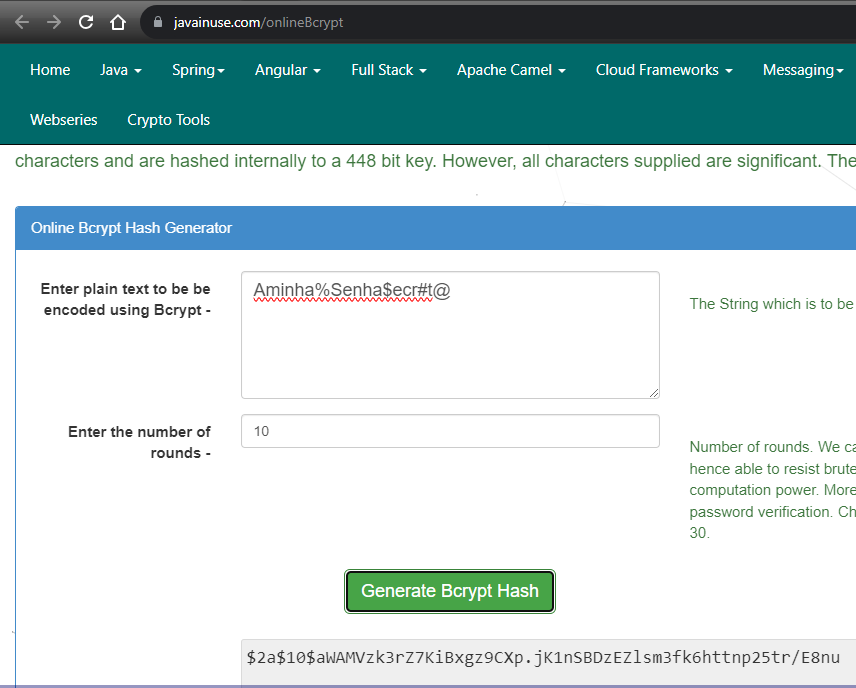 javainuse.com/onlineBcrypt
Home Java Spring Angular Full Stack Apache Camel Cloud Frameworks Messaging
Webseries Crypto Tools
characters and are hashed internally to a 448 bit key. However, all characters supplied are significant. The
Online Bcrypt Hash Generator
Enter plain text to be be
encoded using Bcrypt -
Aminha%Senha$ecr#t@
The String which is to be
Enter the number of
rounds -
10
Number of rounds. We ca
hence able to resist brute
computation power. More
password verification. Ch
30.
Generate Bcrypt Hash
$2a$10$aWAMVzk3rZ7KiBxgz9CXp.jK1nSBDzEZlsm3fk6httnp25tr/E8nu